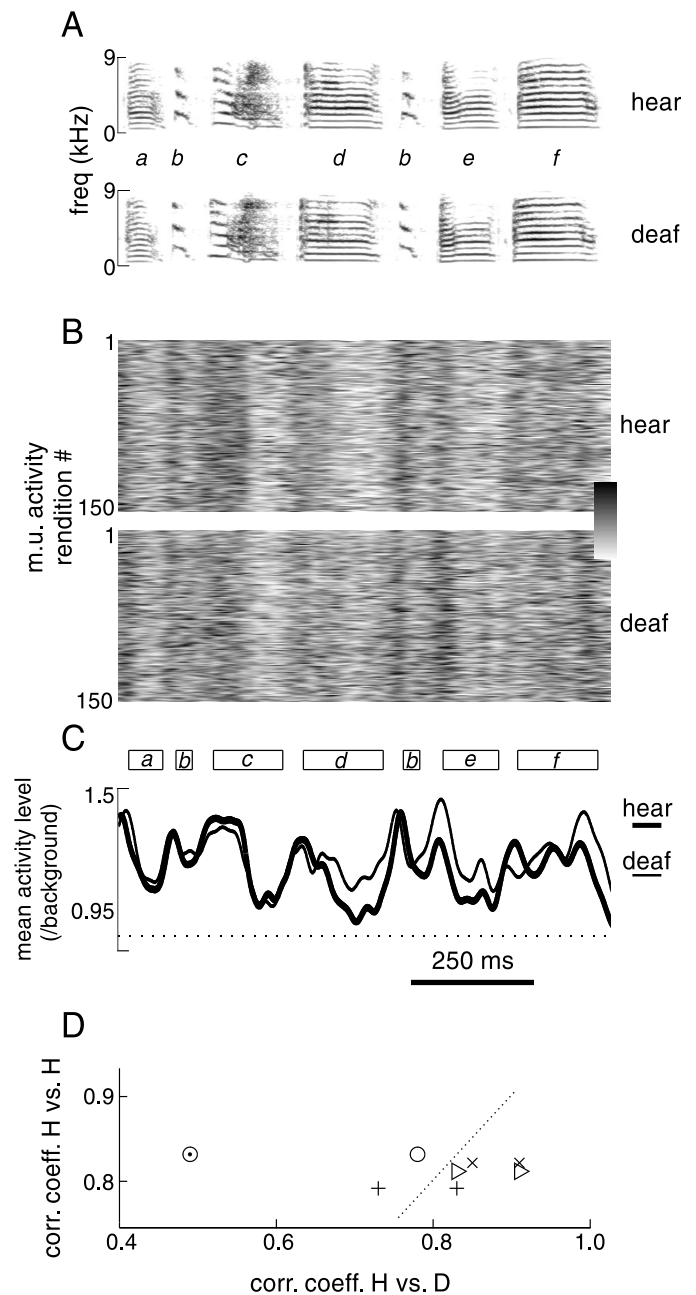 A
9
freq (kHz)
0
hear
a b c d b e f
9
0
deaf
B
1
m.u. activity
rendition #
hear
150
1
deaf
150
C
a b c d b e f
1.5
mean activity level
(/background)
0.95
hear
deaf
250 ms
D
corr. coeff. H vs. H
0.9
0.8
0.4 0.6 0.8 1.0
corr. coeff. H vs. D